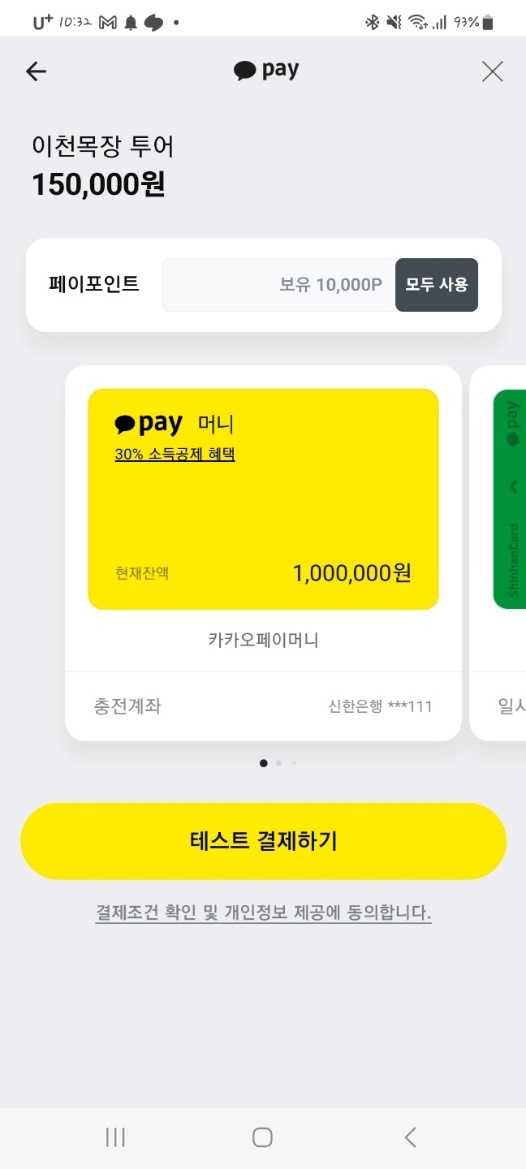 U+ 10:32 93%
pay
이천목장 투어
150,000원
페이포인트 보유 10,000P 모두 사용
pay 머니
30% 소득공제 혜택
현재잔액 1,000,000원
카카오페이머니
충전계좌 신한은행 ***111
pay
ShinhanCard
일시
테스트 결제하기
결제조건 확인 및 개인정보 제공에 동의합니다.